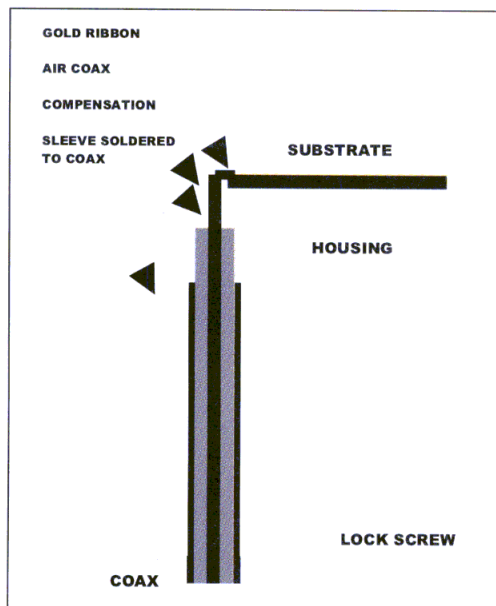 GOLD RIBBON
AIR COAX
COMPENSATION
SLEEVE SOLDERED
TO COAX
SUBSTRATE
HOUSING
LOCK SCREW
COAX